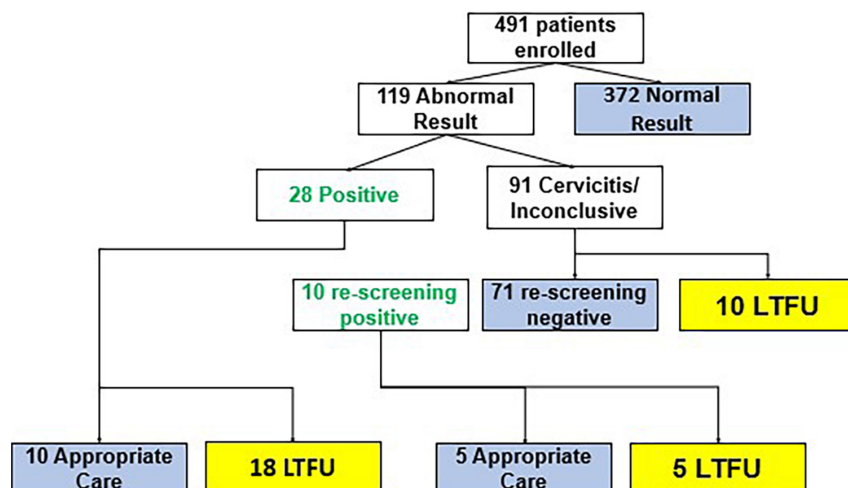 491 patients
enrolled
119 Abnormal
Result
372 Normal
Result
28 Positive
91 Cervicitis/
Inconclusive
10 re-screening
positive
71 re-screening
negative
10 LTFU
10 Appropriate
Care
18 LTFU
5 Appropriate
Care
5 LTFU